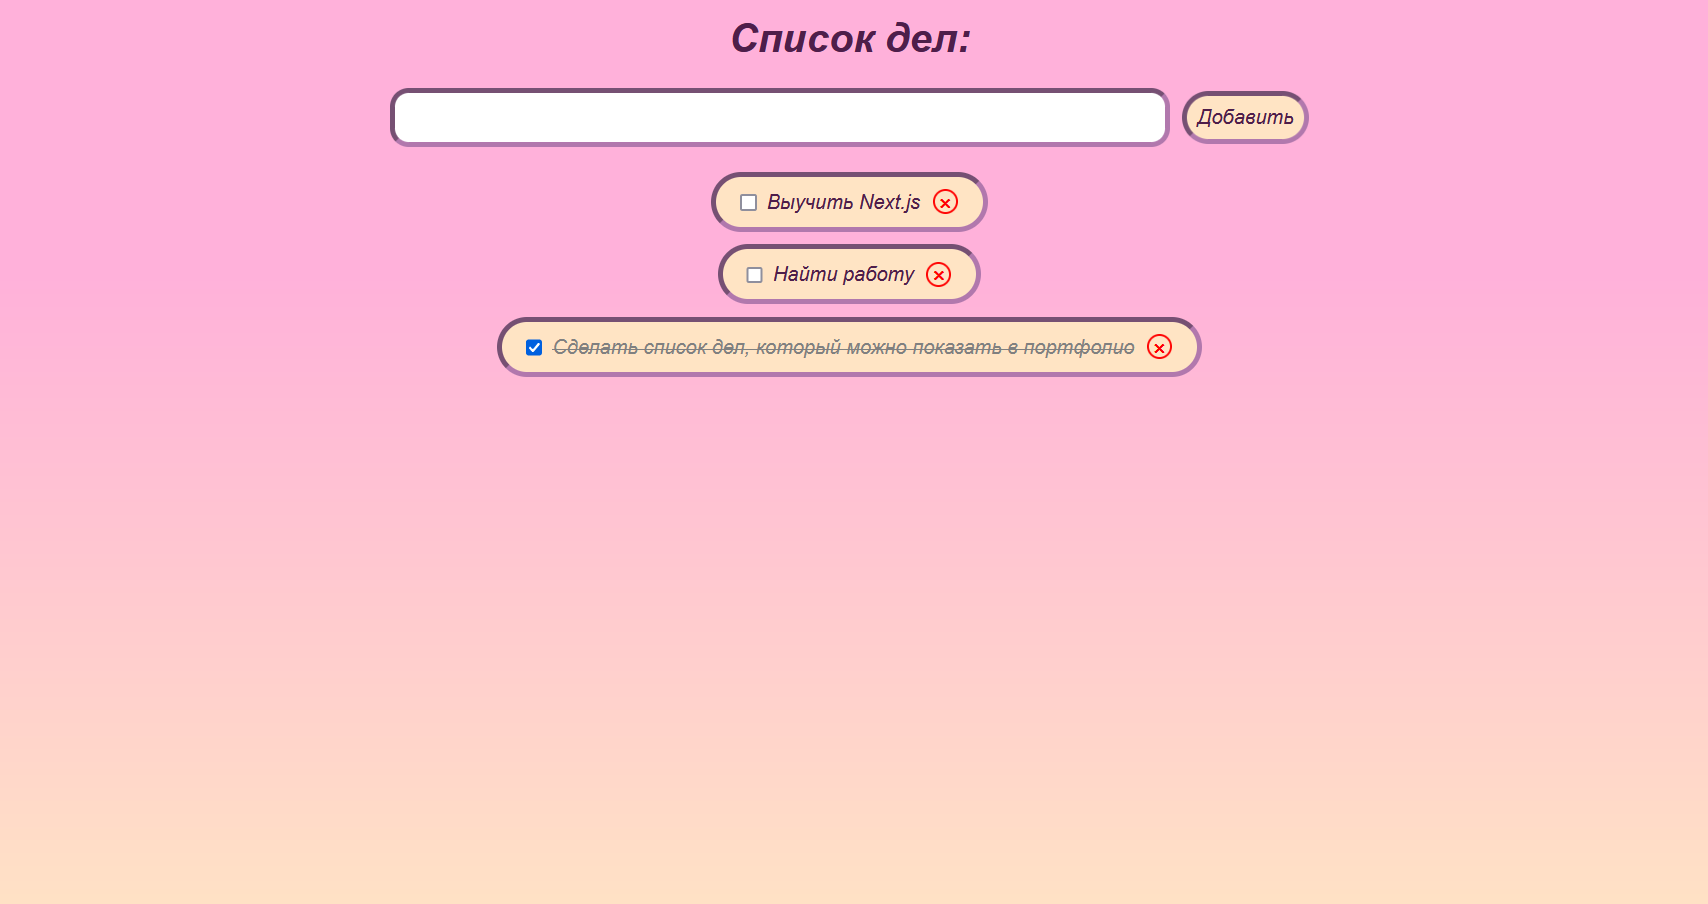 Список дел:
Добавить
Выучить Next.js
Найти работу
Сделать список дел, который можно показать в портфолио